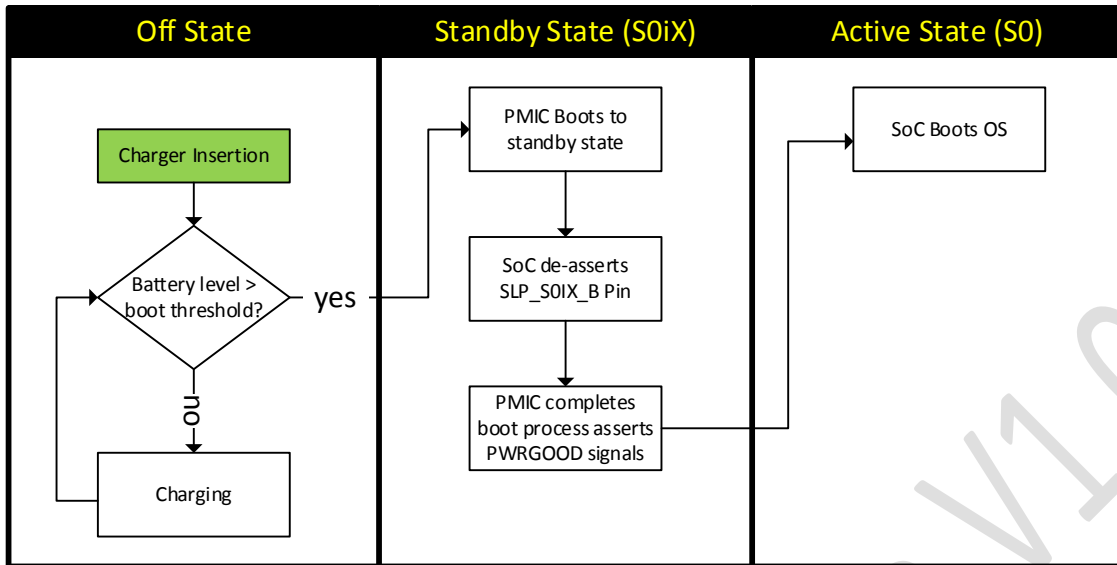 Off State
Standby State (S0iX)
Active State (S0)
Charger Insertion
Battery level >
boot threshold?
yes
no
Charging
PMIC Boots to
standby state
SoC de-asserts
SLP_S0IX_B Pin
PMIC completes
boot process asserts
PWRGOOD signals
SoC Boots OS